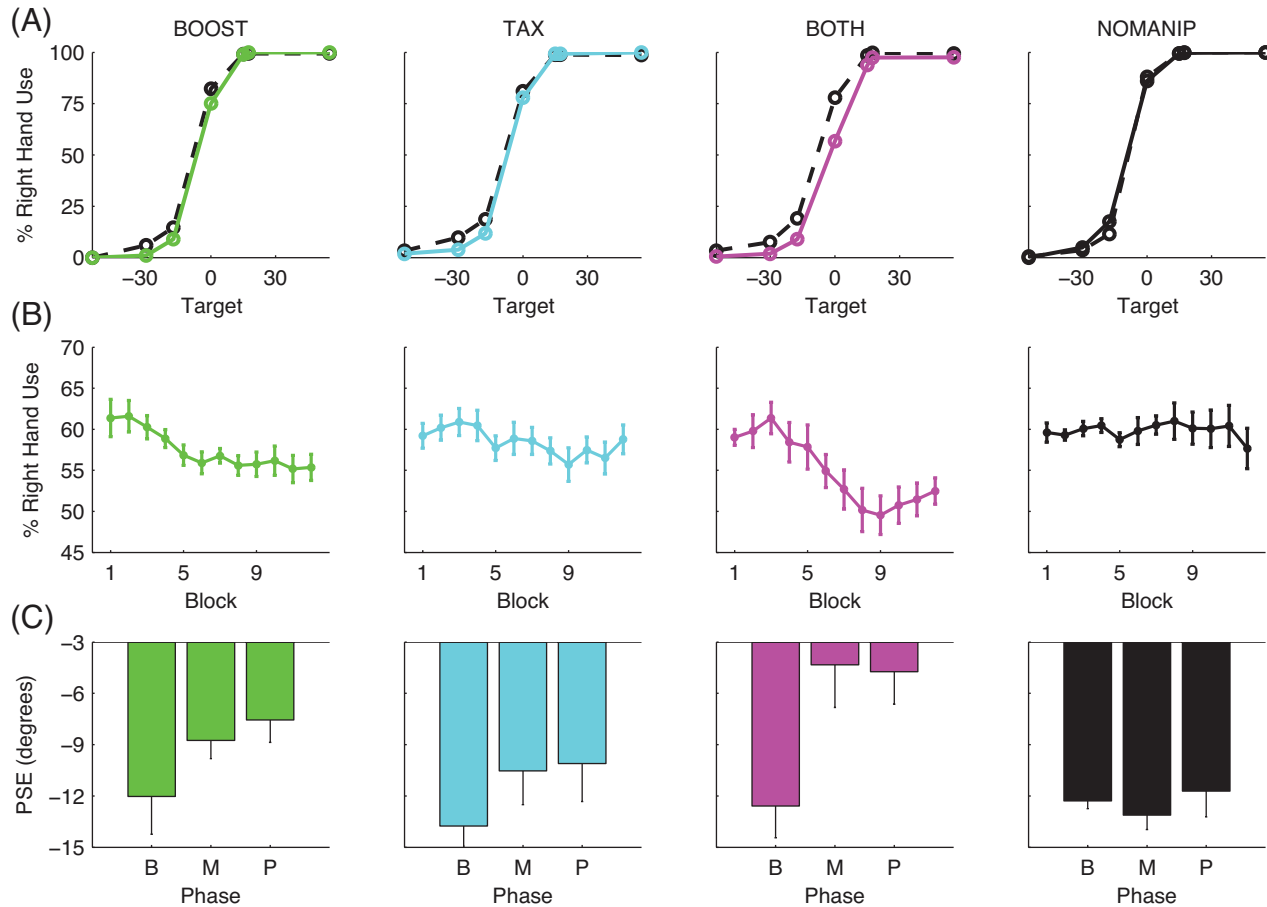 (A)
BOOST TAX BOTH NOMANIP
% Right Hand Use
100
75
50
25
0
−30 0 30 −30 0 30 −30 0 30 −30 0 30
Target Target Target Target
(B)
% Right Hand Use
70
65
60
55
50
45
1 5 9 1 5 9 1 5 9 1 5 9
Block Block Block Block
(C)
PSE (degrees)
−3
−6
−9
−12
−15
B M P B M P B M P B M P
Phase Phase Phase Phase